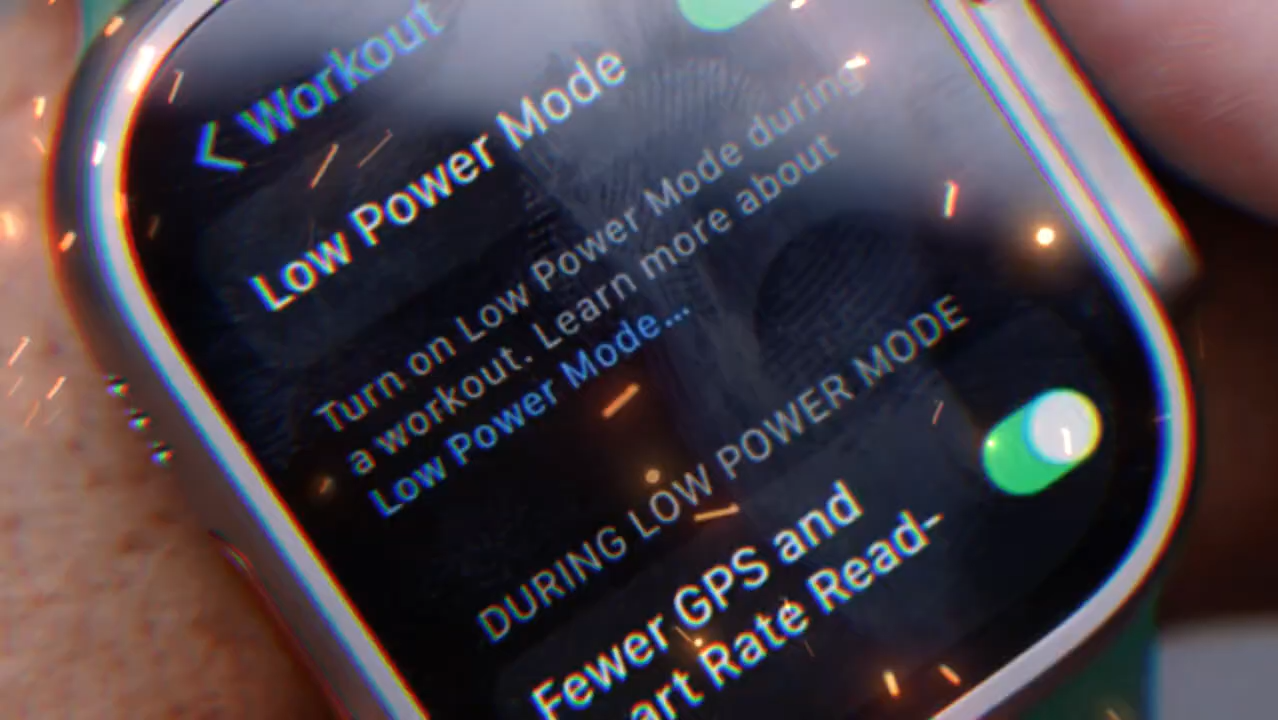 Workout
Low Power Mode
Turn on Low Power Mode during
a workout. Learn more about
Low Power Mode...
DURING LOW POWER MODE
Fewer GPS and
art Rate Read-